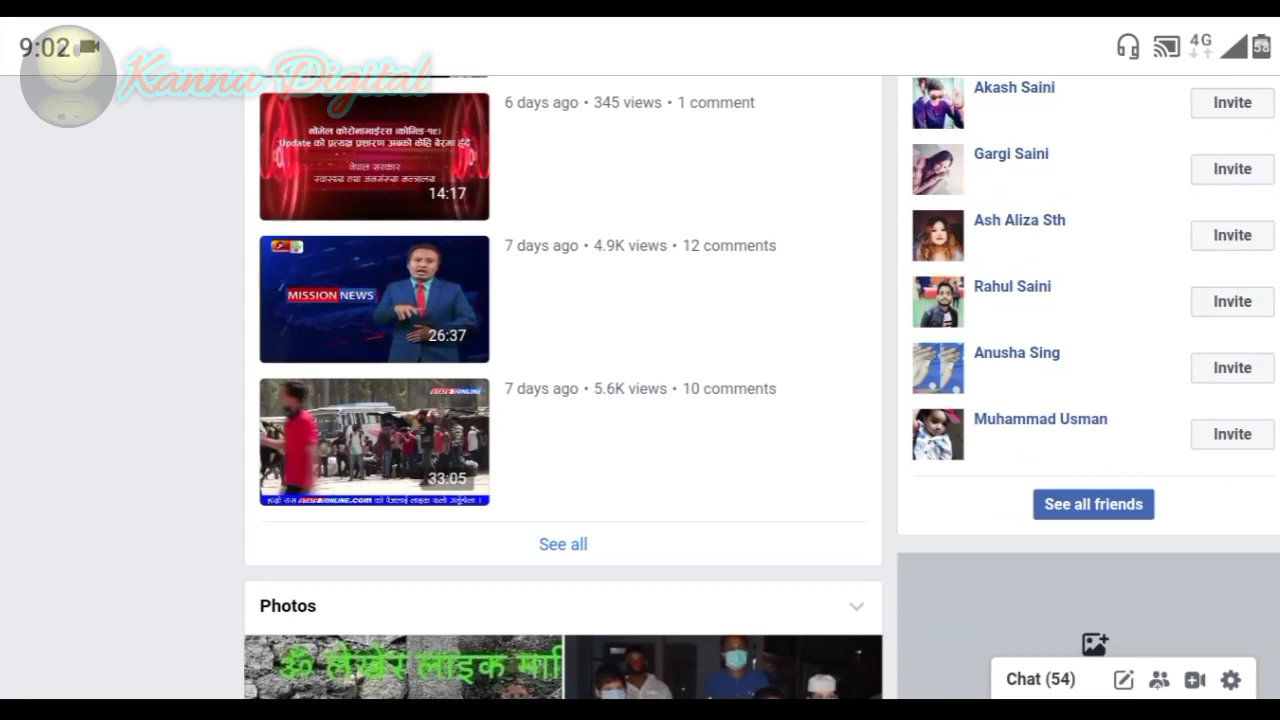 9:02
Kannu Digital
4G
58
6 days ago • 345 views • 1 comment
नोभेल कोरोनाभाईरस (कोभिड-१९)
Update को प्रत्यक्ष प्रशारण अबको केहि बेरमा हुँदै
नेपाल सरकार
स्वास्थ्य तथा जनसंख्या मन्त्रालय
14:17
7 days ago • 4.9K views • 12 comments
MISSION NEWS
26:37
7 days ago • 5.6K views • 10 comments
33:05
See all
Photos
ॐ लेखेर लाइक
Akash Saini
Invite
Gargi Saini
Invite
Ash Aliza Sth
Invite
Rahul Saini
Invite
Anusha Sing
Invite
Muhammad Usman
Invite
See all friends
Chat (54)